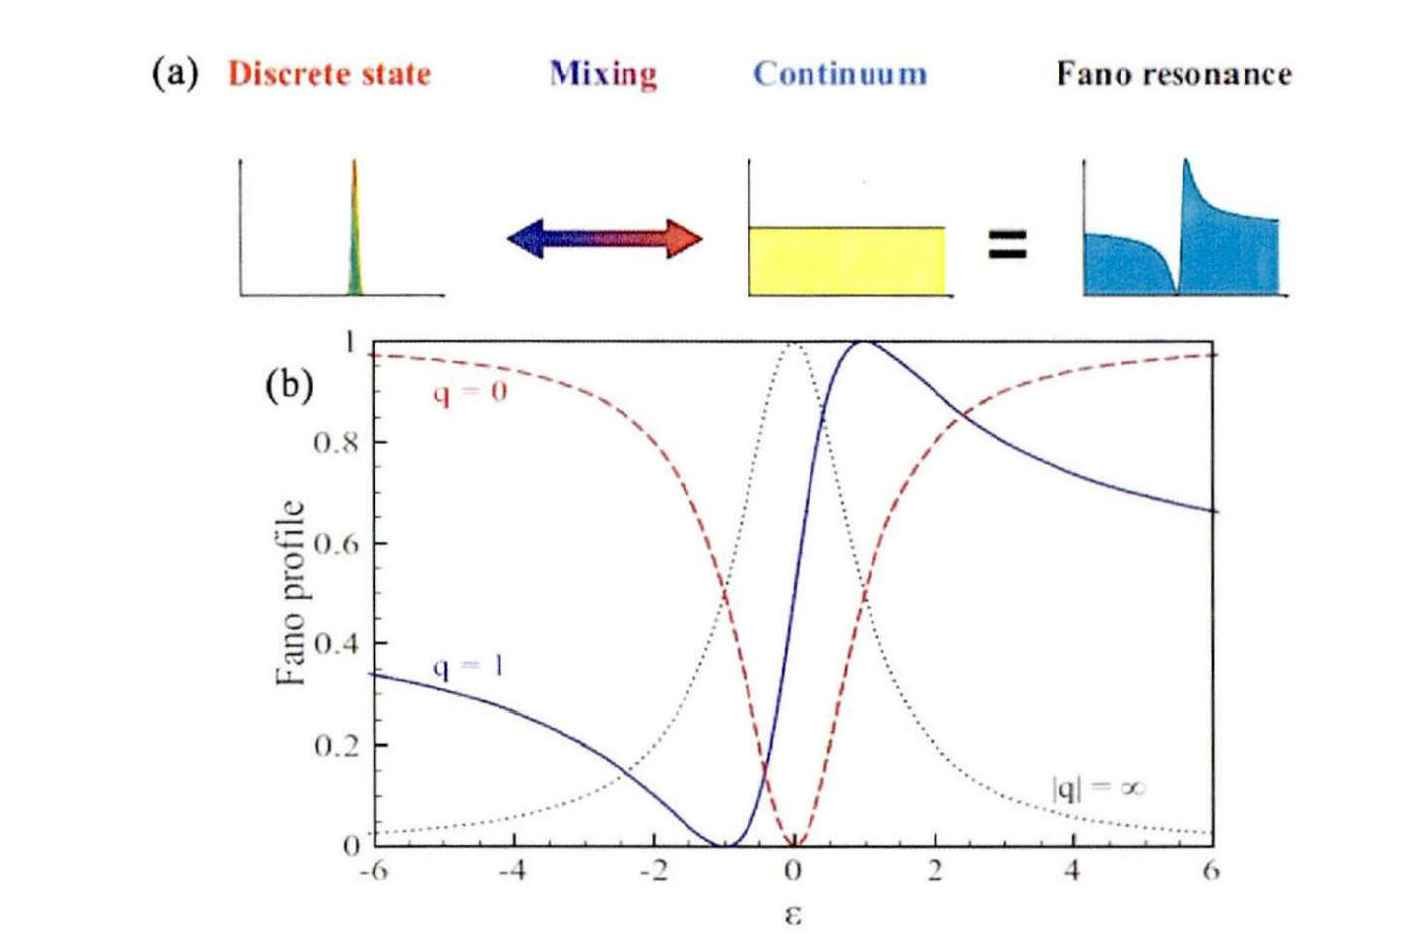 (a) Discrete state Mixing Continuum Fano resonance
=
(b)
Fano profile
1
0.8
0.6
0.4
0.2
0
q = 0
q = 1
|q| = ∞
-6 -4 -2 0 2 4 6
ε